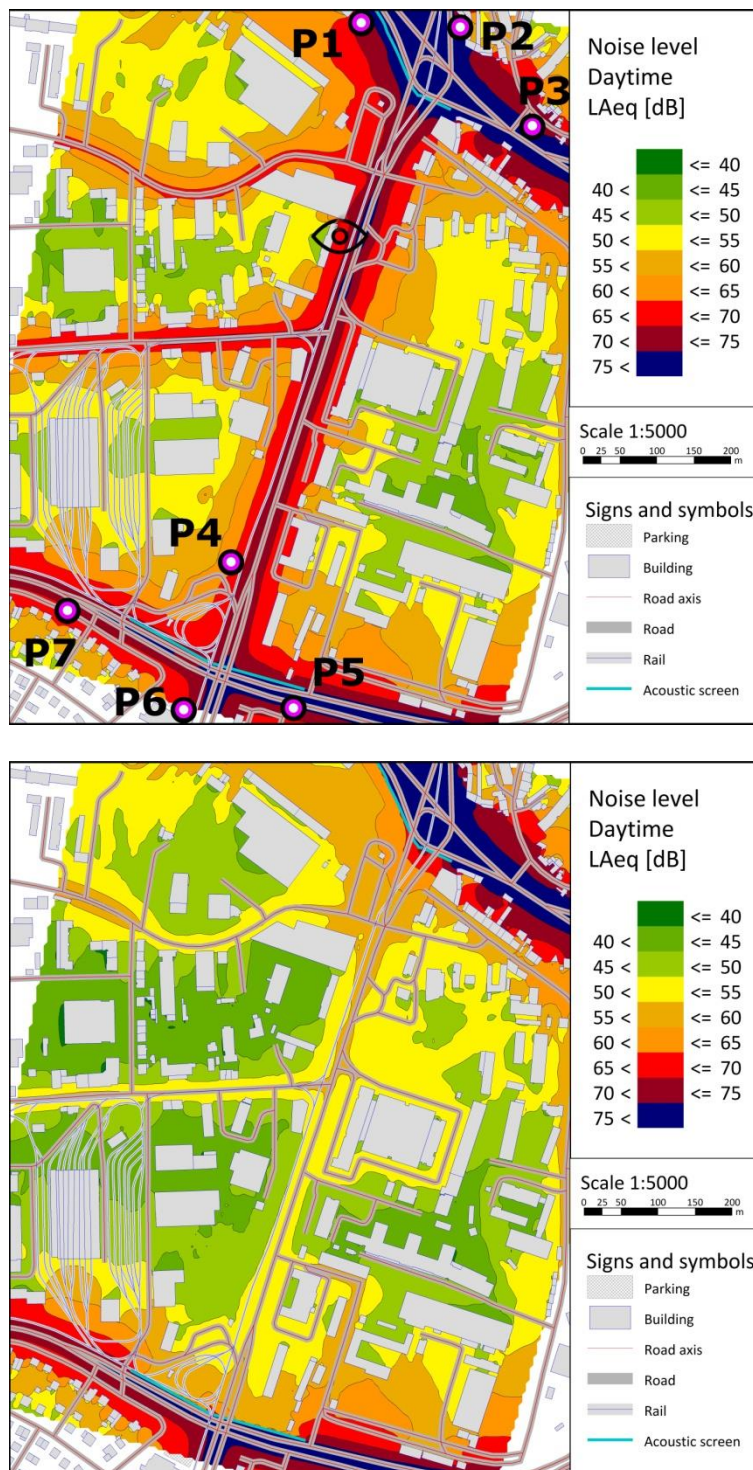 P1
P2
P3
P4
P5
P6
P7
Noise level
Daytime
LAeq [dB]
<= 40
40 < <= 45
45 < <= 50
50 < <= 55
55 < <= 60
60 < <= 65
65 < <= 70
70 < <= 75
75 <
Scale 1:5000
0 25 50 100 150 200
m
Signs and symbols
Parking
Building
Road axis
Road
Rail
Acoustic screen
Noise level
Daytime
LAeq [dB]
<= 40
40 < <= 45
45 < <= 50
50 < <= 55
55 < <= 60
60 < <= 65
65 < <= 70
70 < <= 75
75 <
Scale 1:5000
0 25 50 100 150 200
m
Signs and symbols
Parking
Building
Road axis
Road
Rail
Acoustic screen